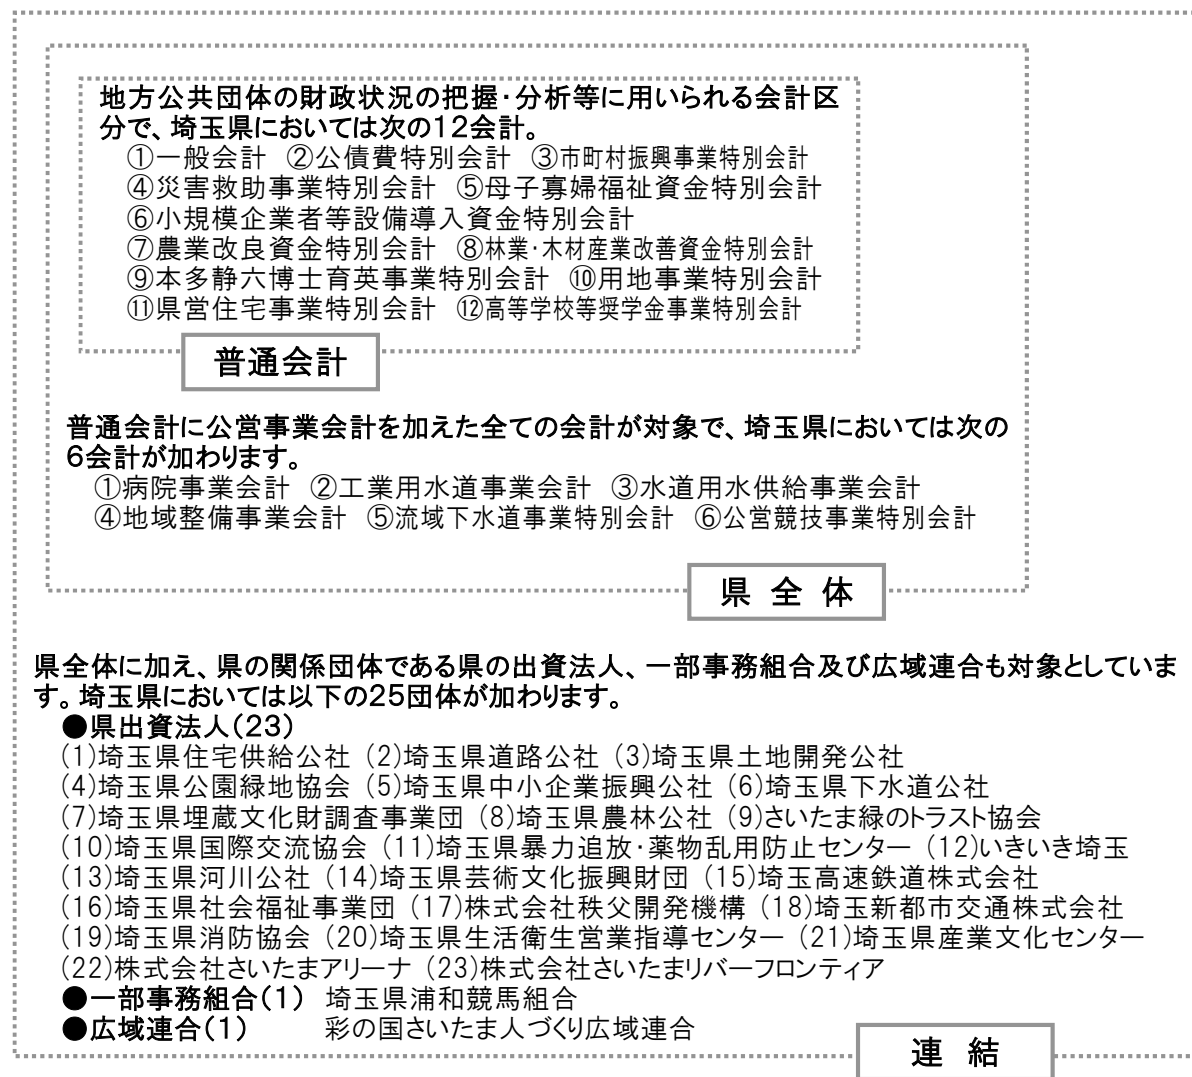 地方公共団体の財政状況の把握・分析等に用いられる会計区
分で、埼玉県においては次の12会計。
①一般会計 ②公債費特別会計 ③市町村振興事業特別会計
④災害救助事業特別会計 ⑤母子寡婦福祉資金特別会計
⑥小規模企業者等設備導入資金特別会計
⑦農業改良資金特別会計 ⑧林業・木材産業改善資金特別会計
⑨本多静六博士育英事業特別会計 ⑩用地事業特別会計
⑪県営住宅事業特別会計 ⑫高等学校等奨学金事業特別会計
普通会計
普通会計に公営事業会計を加えた全ての会計が対象で、埼玉県においては次の
6会計が加わります。
①病院事業会計 ②工業用水道事業会計 ③水道用水供給事業会計
④地域整備事業会計 ⑤流域下水道事業特別会計 ⑥公営競技事業特別会計
県 全 体
県全体に加え、県の関係団体である県の出資法人、一部事務組合及び広域連合も対象としていま
す。埼玉県においては以下の25団体が加わります。
●県出資法人(23)
(1)埼玉県住宅供給公社 (2)埼玉県道路公社 (3)埼玉県土地開発公社
(4)埼玉県公園緑地協会 (5)埼玉県中小企業振興公社 (6)埼玉県下水道公社
(7)埼玉県埋蔵文化財調査事業団 (8)埼玉県農林公社 (9)さいたま緑のトラスト協会
(10)埼玉県国際交流協会 (11)埼玉県暴力追放・薬物乱用防止センター (12)いきいき埼玉
(13)埼玉県河川公社 (14)埼玉県芸術文化振興財団 (15)埼玉高速鉄道株式会社
(16)埼玉県社会福祉事業団 (17)株式会社秩父開発機構 (18)埼玉新都市交通株式会社
(19)埼玉県消防協会 (20)埼玉県生活衛生営業指導センター (21)埼玉県産業文化センター
(22)株式会社さいたまアリーナ (23)株式会社さいたまリバーフロンティア
●一部事務組合(1) 埼玉県浦和競馬組合
●広域連合(1) 彩の国さいたま人づくり広域連合
連 結